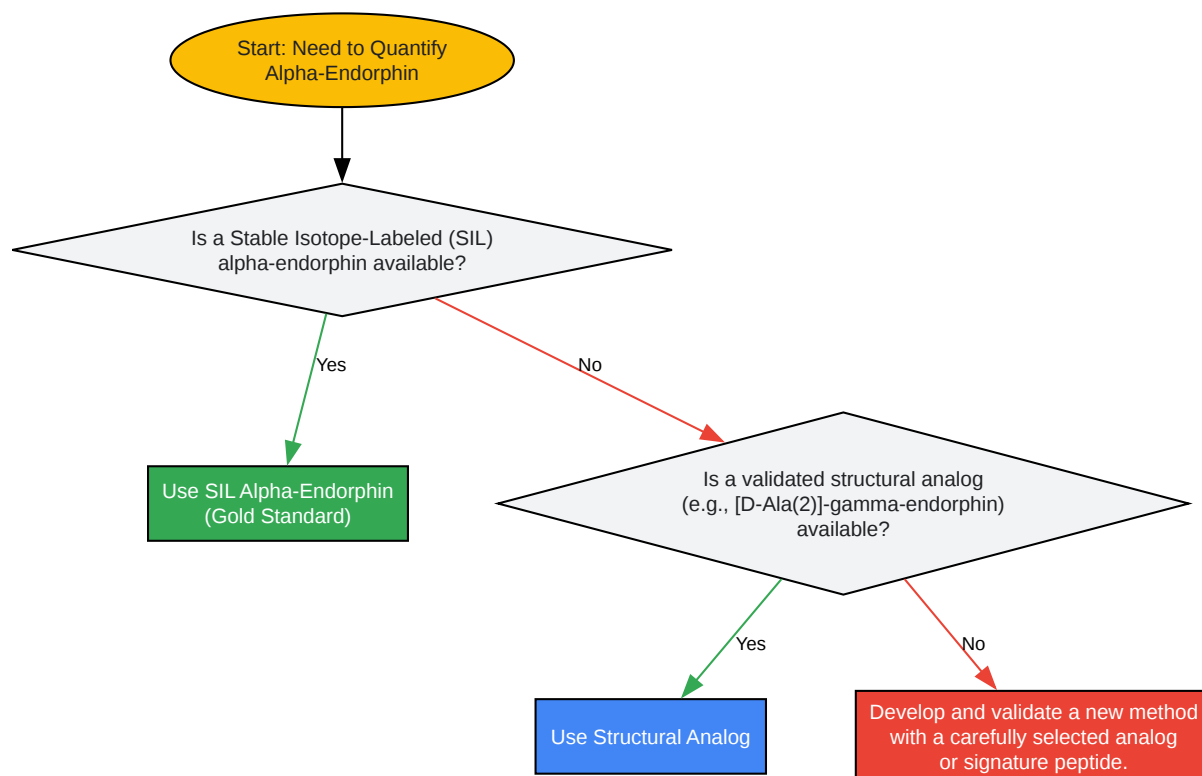 Start: Need to Quantify
Alpha-Endorphin
Is a Stable Isotope-Labeled (SIL)
alpha-endorphin available?
Yes
No
Use SIL Alpha-Endorphin
(Gold Standard)
Is a validated structural analog
(e.g., [D-Ala(2)]-gamma-endorphin)
available?
Yes
No
Use Structural Analog
Develop and validate a new method
with a carefully selected analog
or signature peptide.